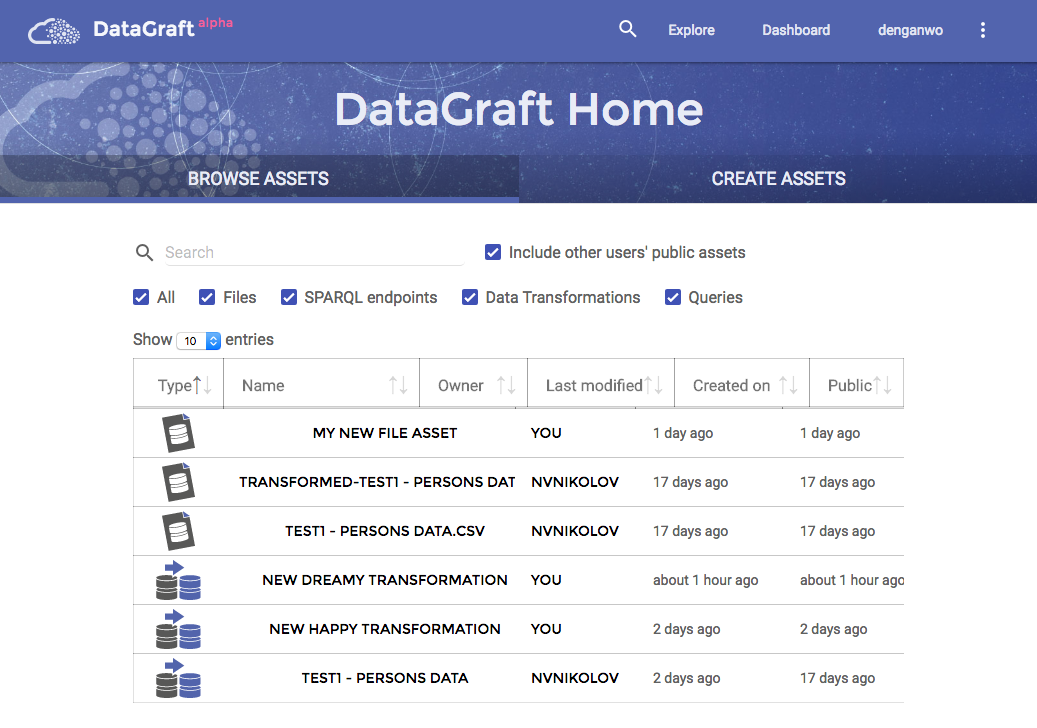 DataGraft alpha
Explore Dashboard denganwo
DataGraft Home
BROWSE ASSETS CREATE ASSETS
Search Include other users' public assets
All Files SPARQL endpoints Data Transformations Queries
Show 10 entries
Type Name Owner Last modified Created on Public
MY NEW FILE ASSET YOU 1 day ago 1 day ago
TRANSFORMED-TEST1 - PERSONS DAT NVNIKOLOV 17 days ago 17 days ago
TEST1 - PERSONS DATA.CSV NVNIKOLOV 17 days ago 17 days ago
NEW DREAMY TRANSFORMATION YOU about 1 hour ago about 1 hour ago
NEW HAPPY TRANSFORMATION YOU 2 days ago 2 days ago
TEST1 - PERSONS DATA NVNIKOLOV 2 days ago 17 days ago